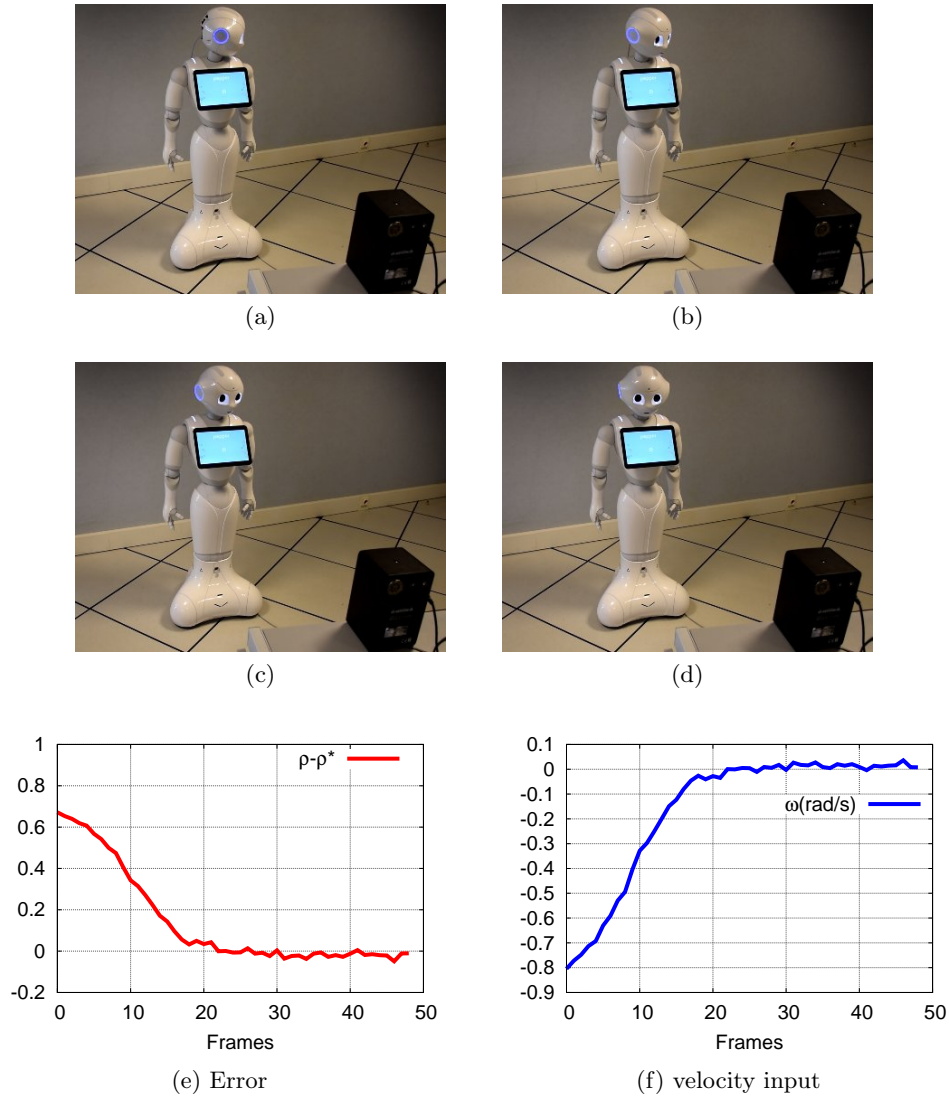 (a)
(b)
(c)
(d)
1
0.8
0.6
0.4
0.2
0
-0.2
ρ-ρ*
0 10 20 30 40 50
Frames
(e) Error
0.1
0
-0.1
-0.2
-0.3
-0.4
-0.5
-0.6
-0.7
-0.8
-0.9
ω(rad/s)
0 10 20 30 40 50
Frames
(f) velocity input